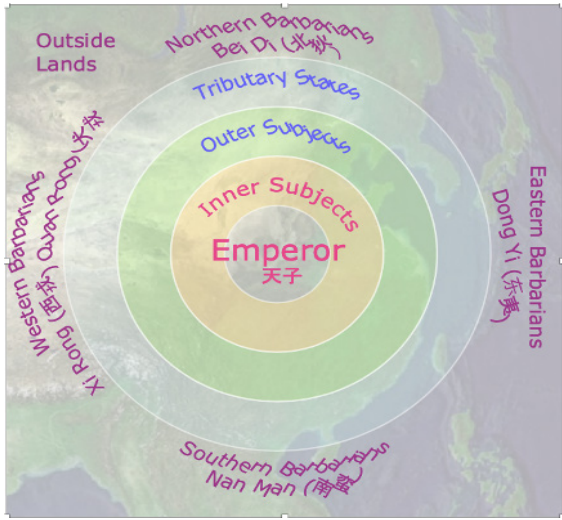 Outside
Lands
Northern Barbarians
Bei Di (北狄)
Tributary States
Outer Subjects
Inner Subjects
Emperor
天子
Western Barbarians
Xi Rong (西戎) Quan Rong (犬戎)
Eastern Barbarians
Dong Yi (东夷)
Southern Barbarians
Nan Man (南蛮)